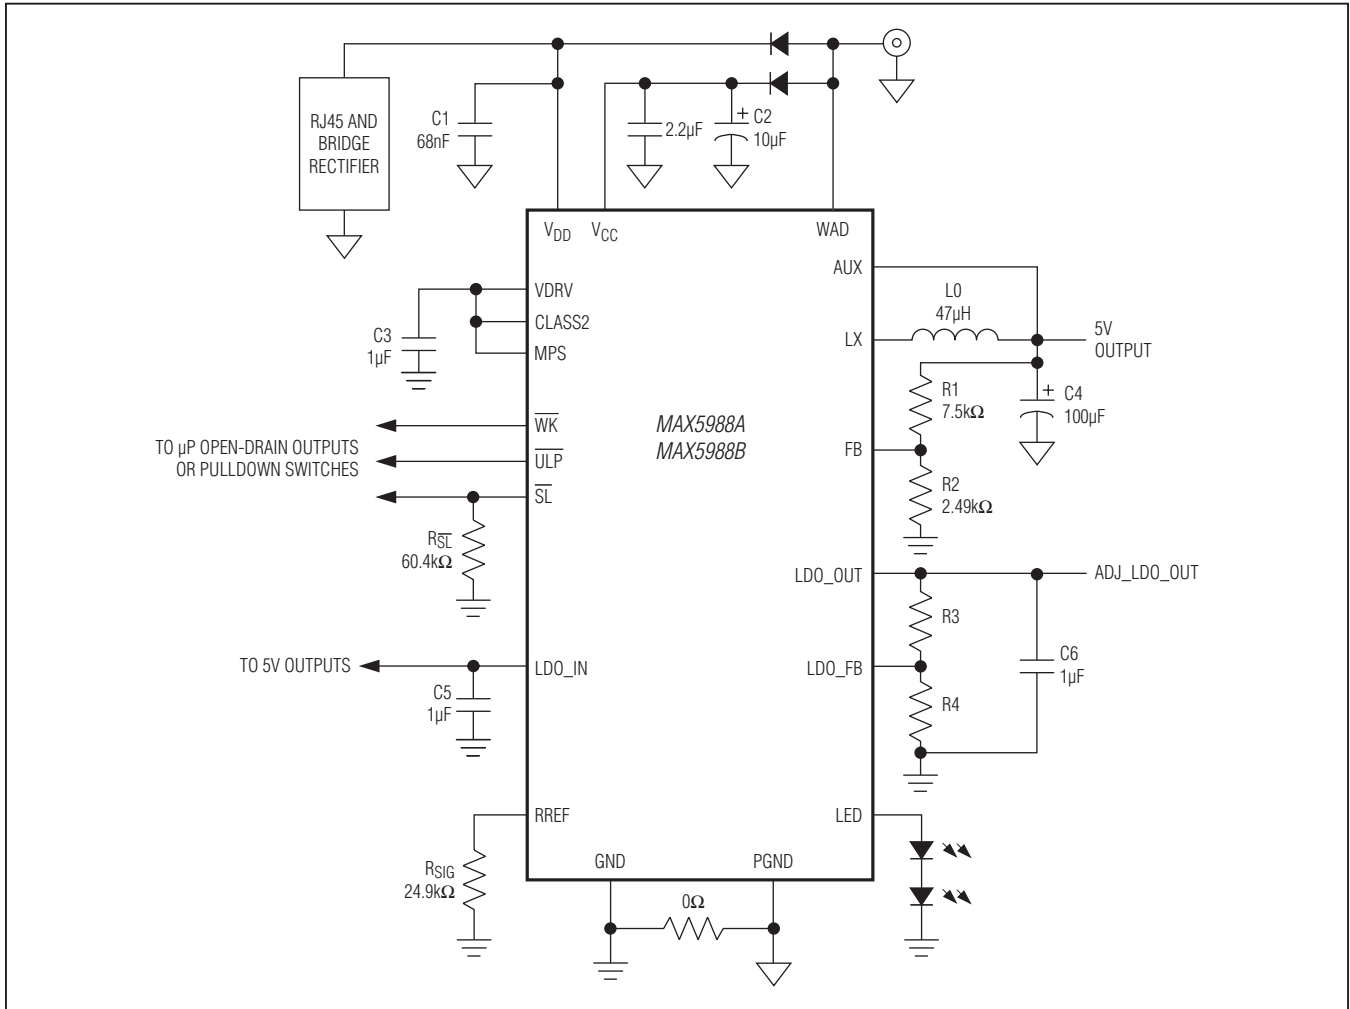 RJ45 AND
BRIDGE
RECTIFIER
C1
68nF
2.2µF
+ C2
10µF
VDD
VCC
WAD
AUX
VDRV
CLASS2
MPS
C3
1µF
L0
47µH
LX
5V
OUTPUT
R1
7.5kΩ
+ C4
100µF
WK
MAX5988A
MAX5988B
FB
TO µP OPEN-DRAIN OUTPUTS
OR PULLDOWN SWITCHES
ULP
SL
R2
2.49kΩ
RSL
60.4kΩ
LDO_OUT
ADJ_LDO_OUT
R3
TO 5V OUTPUTS
LDO_IN
LDO_FB
C6
1µF
C5
1µF
R4
RREF
LED
RSIG
24.9kΩ
GND
PGND
0Ω